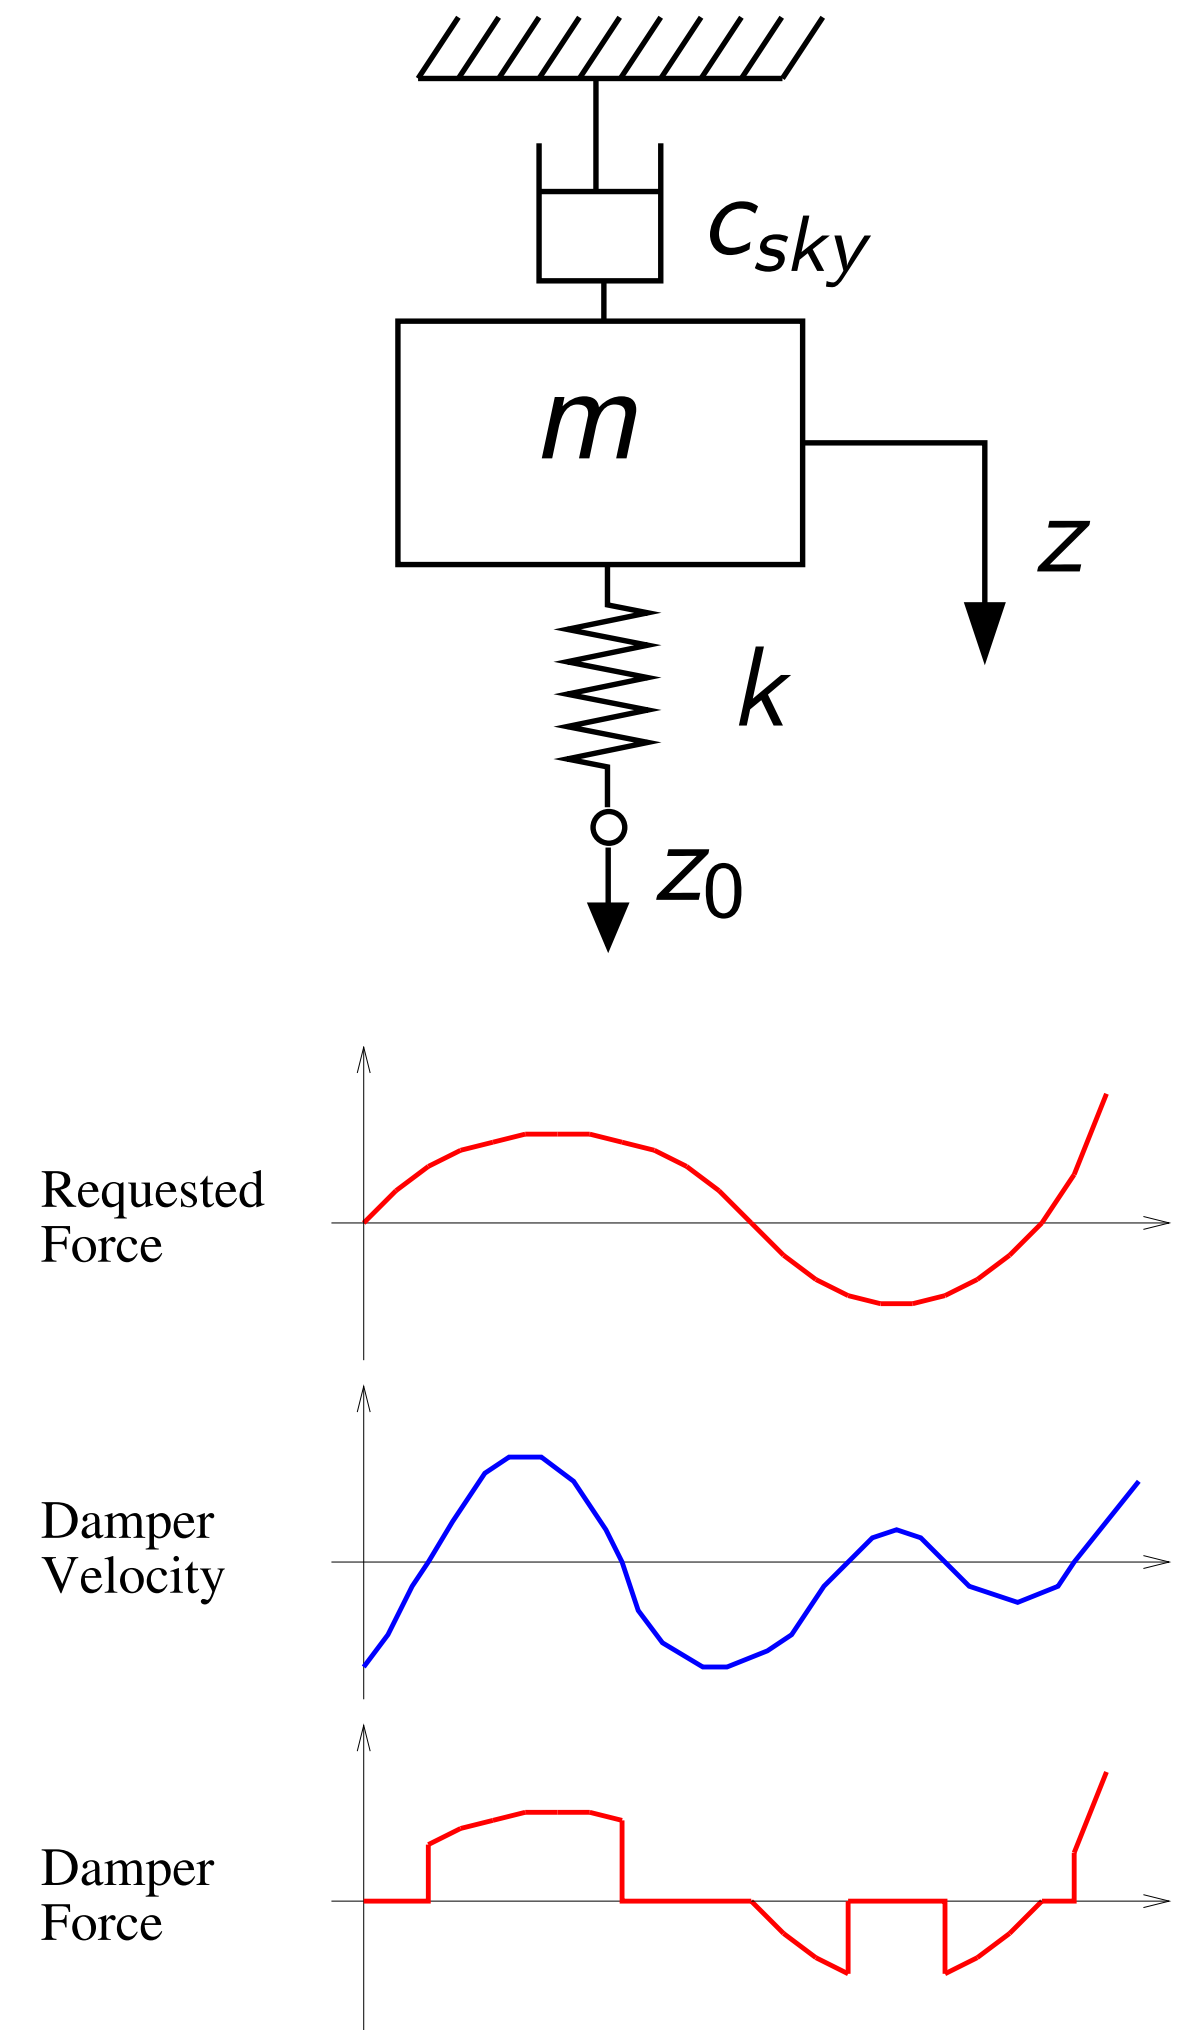 c_sky
m
z
k
z_0
Requested
Force
Damper
Velocity
Damper
Force